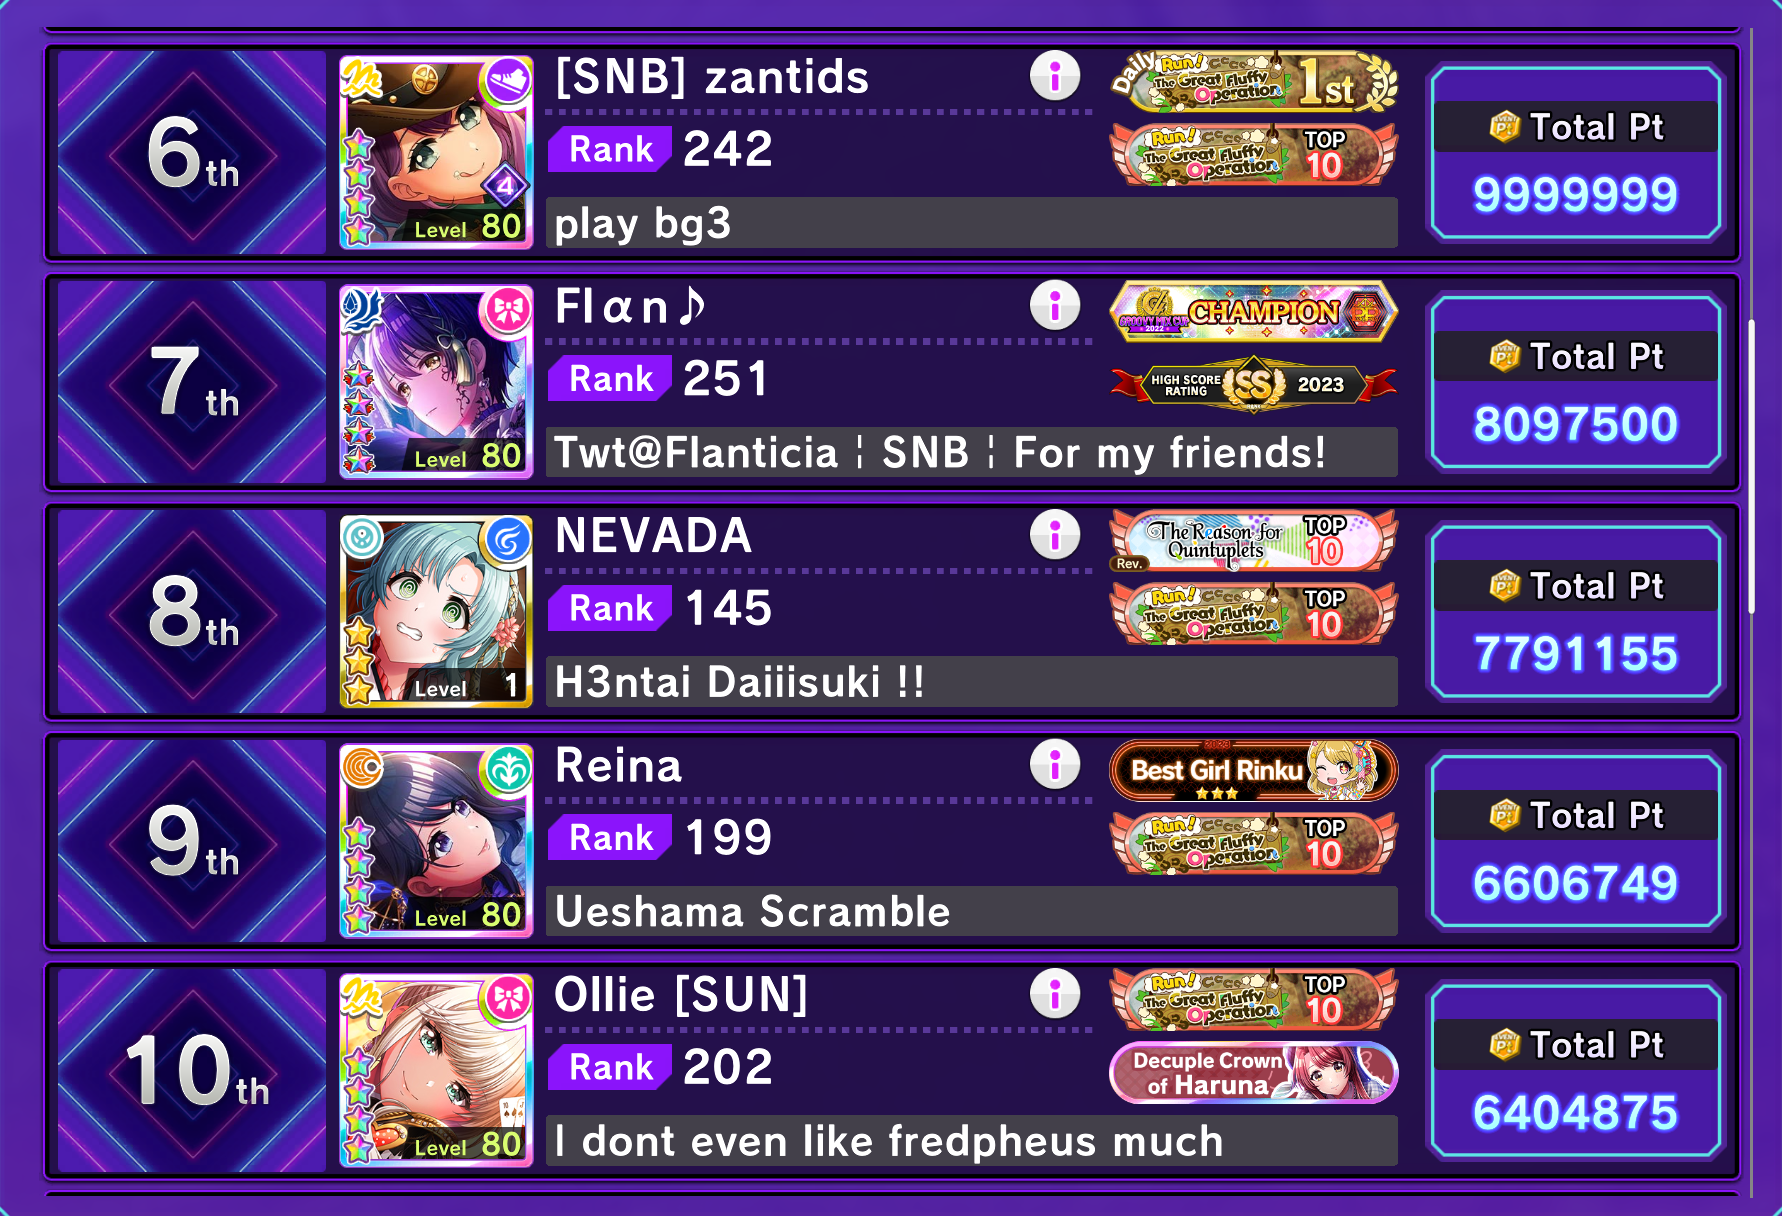 6th
4
Level 80
[SNB] zantids
i
Rank 242
play bg3
Daily Run! The Great Fluffy Operation 1st
Run! The Great Fluffy Operation TOP 10
Total Pt
9999999
7th
Level 80
Flαn♪
i
Rank 251
Twt@Flanticia ¦ SNB ¦ For my friends!
GROOVY MIX CUP 2022 CHAMPION
HIGH SCORE RATING SS 2023
Total Pt
8097500
8th
Level 1
NEVADA
i
Rank 145
H3ntai Daiiisuki !!
The Reason for Quintuplets TOP 10
Rev.
Run! The Great Fluffy Operation TOP 10
Total Pt
7791155
9th
Level 80
Reina
i
Rank 199
Ueshama Scramble
2023
Best Girl Rinku
Run! The Great Fluffy Operation TOP 10
Total Pt
6606749
10th
Level 80
Ollie [SUN]
i
Rank 202
I dont even like fredpheus much
Run! The Great Fluffy Operation TOP 10
Decuple Crown
of Haruna
Total Pt
6404875